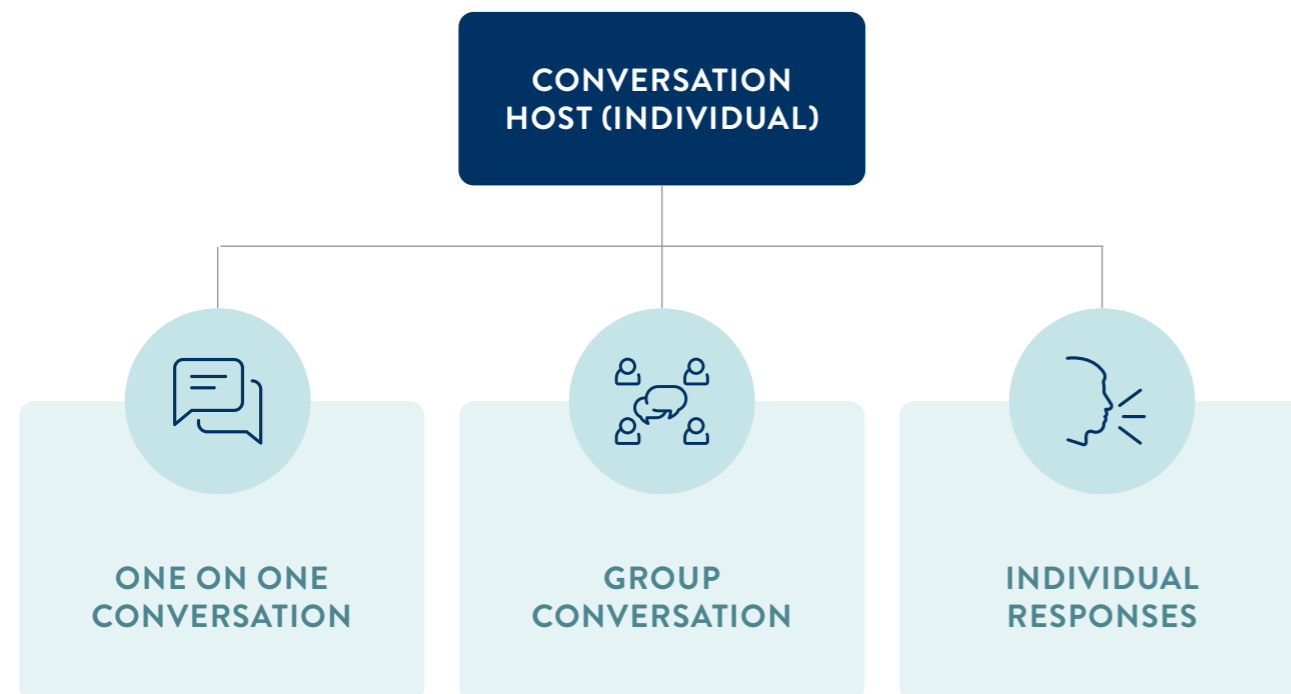 CONVERSATION
HOST (INDIVIDUAL)
ONE ON ONE
CONVERSATION
GROUP
CONVERSATION
INDIVIDUAL
RESPONSES